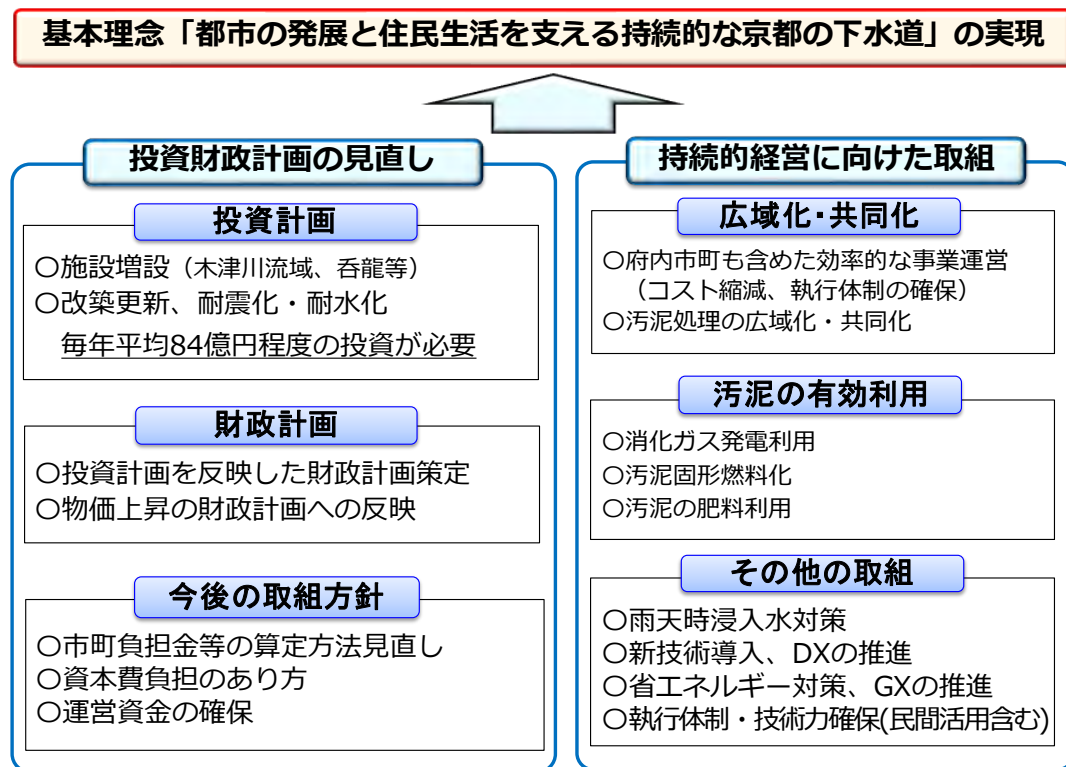 基本理念「都市の発展と住民生活を支える持続的な京都の下水道」の実現
投資財政計画の見直し
投資計画
○施設増設（木津川流域、呑龍等）
○改築更新、耐震化・耐水化
毎年平均84億円程度の投資が必要
財政計画
○投資計画を反映した財政計画策定
○物価上昇の財政計画への反映
今後の取組方針
○市町負担金等の算定方法見直し
○資本費負担のあり方
○運営資金の確保
持続的経営に向けた取組
広域化・共同化
○府内市町も含めた効率的な事業運営
（コスト縮減、執行体制の確保）
○汚泥処理の広域化・共同化
汚泥の有効利用
○消化ガス発電利用
○汚泥固形燃料化
○汚泥の肥料利用
その他の取組
○雨天時浸入水対策
○新技術導入、DXの推進
○省エネルギー対策、GXの推進
○執行体制・技術力確保(民間活用含む)